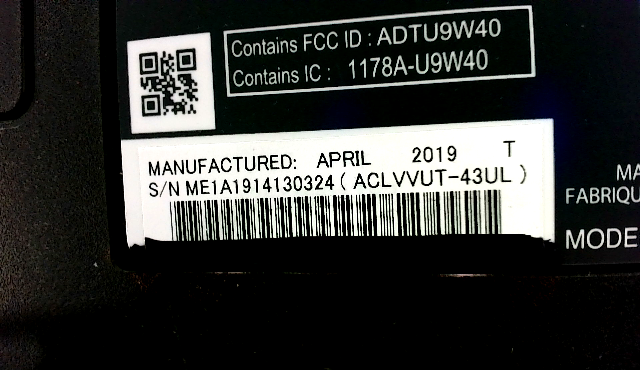 Contains FCC ID : ADTU9W40
Contains IC : 1178A-U9W40
MANUFACTURED: APRIL 2019 T
S/N ME1A1914130324 ( ACLVVUT-43UL )
MA
FABRIQU
MODE